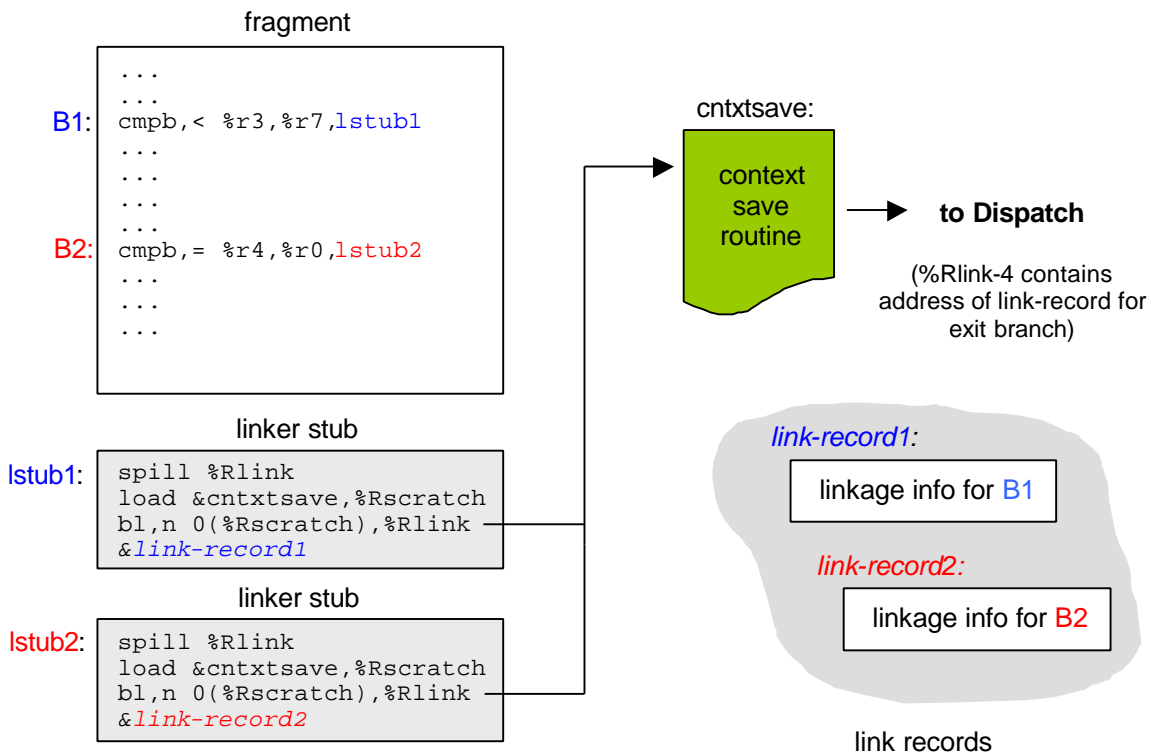 fragment
...
...
B1: cmpb,< %r3,%r7,lstub1
...
...
...
...
B2: cmpb,= %r4,%r0,lstub2
...
...
...
linker stub
lstub1: spill %Rlink
load &cntxtsave,%Rscratch
bl,n 0(%Rscratch),%Rlink
&link-record1
linker stub
lstub2: spill %Rlink
load &cntxtsave,%Rscratch
bl,n 0(%Rscratch),%Rlink
&link-record2
cntxtsave:
context
save
routine
to Dispatch
(%Rlink-4 contains
address of link-record for
exit branch)
link-record1:
linkage info for B1
link-record2:
linkage info for B2
link records